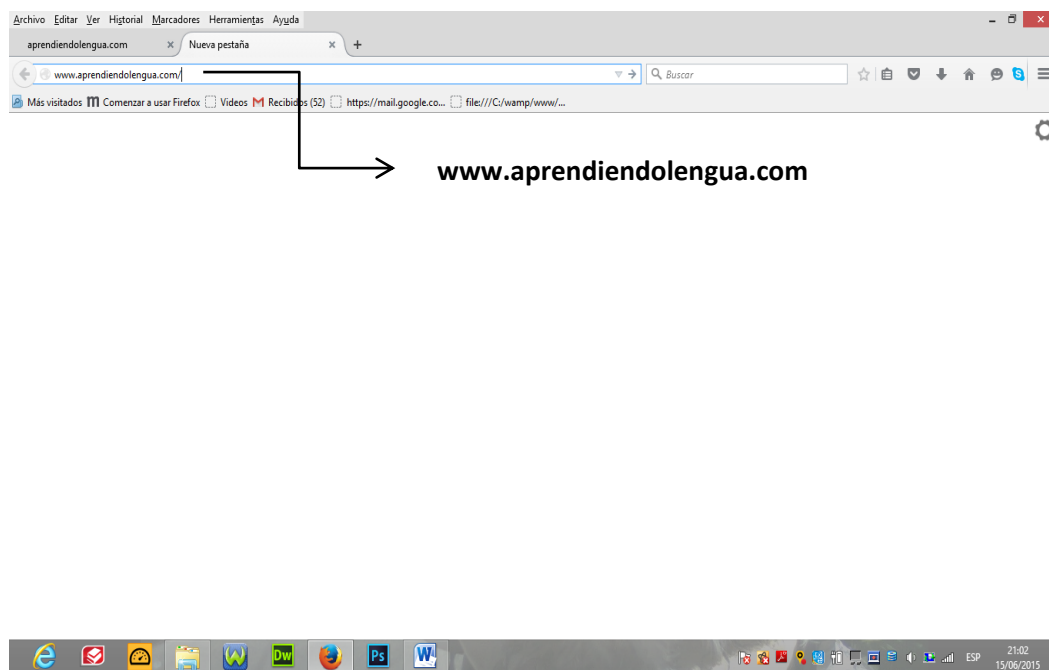 Archivo Editar Ver Historial Marcadores Herramientas Ayuda
aprendiendolengua.com Nueva pestaña
www.aprendiendolengua.com/ Buscar
Más visitados Comenzar a usar Firefox Videos Recibidos (52) https://mail.google.co... file:///C:/wamp/www/...
www.aprendiendolengua.com
Dw Ps W ESP 21:02
15/06/2015